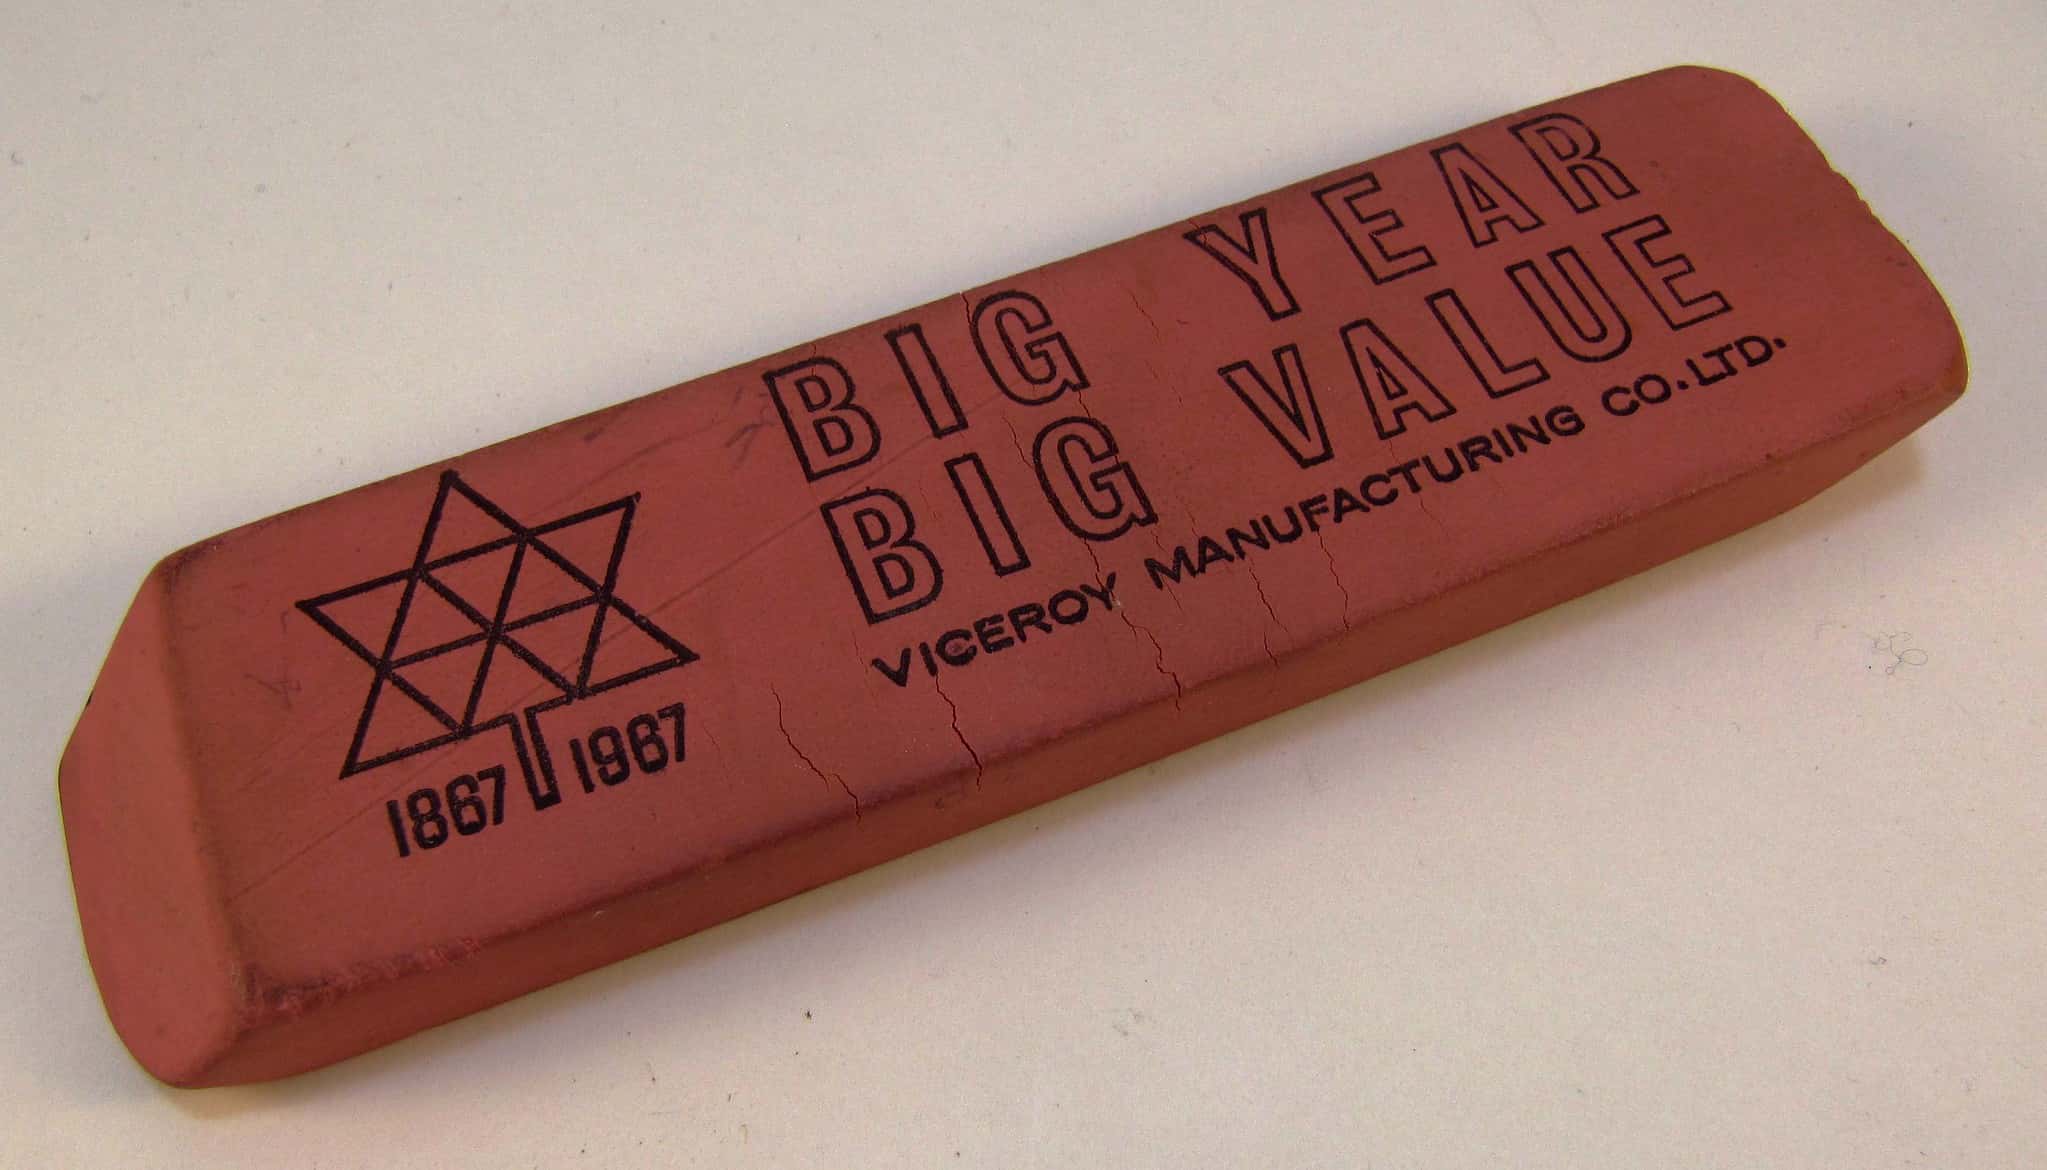 BIG YEAR
BIG VALUE
VICEROY MANUFACTURING CO. LTD.
1867 1967